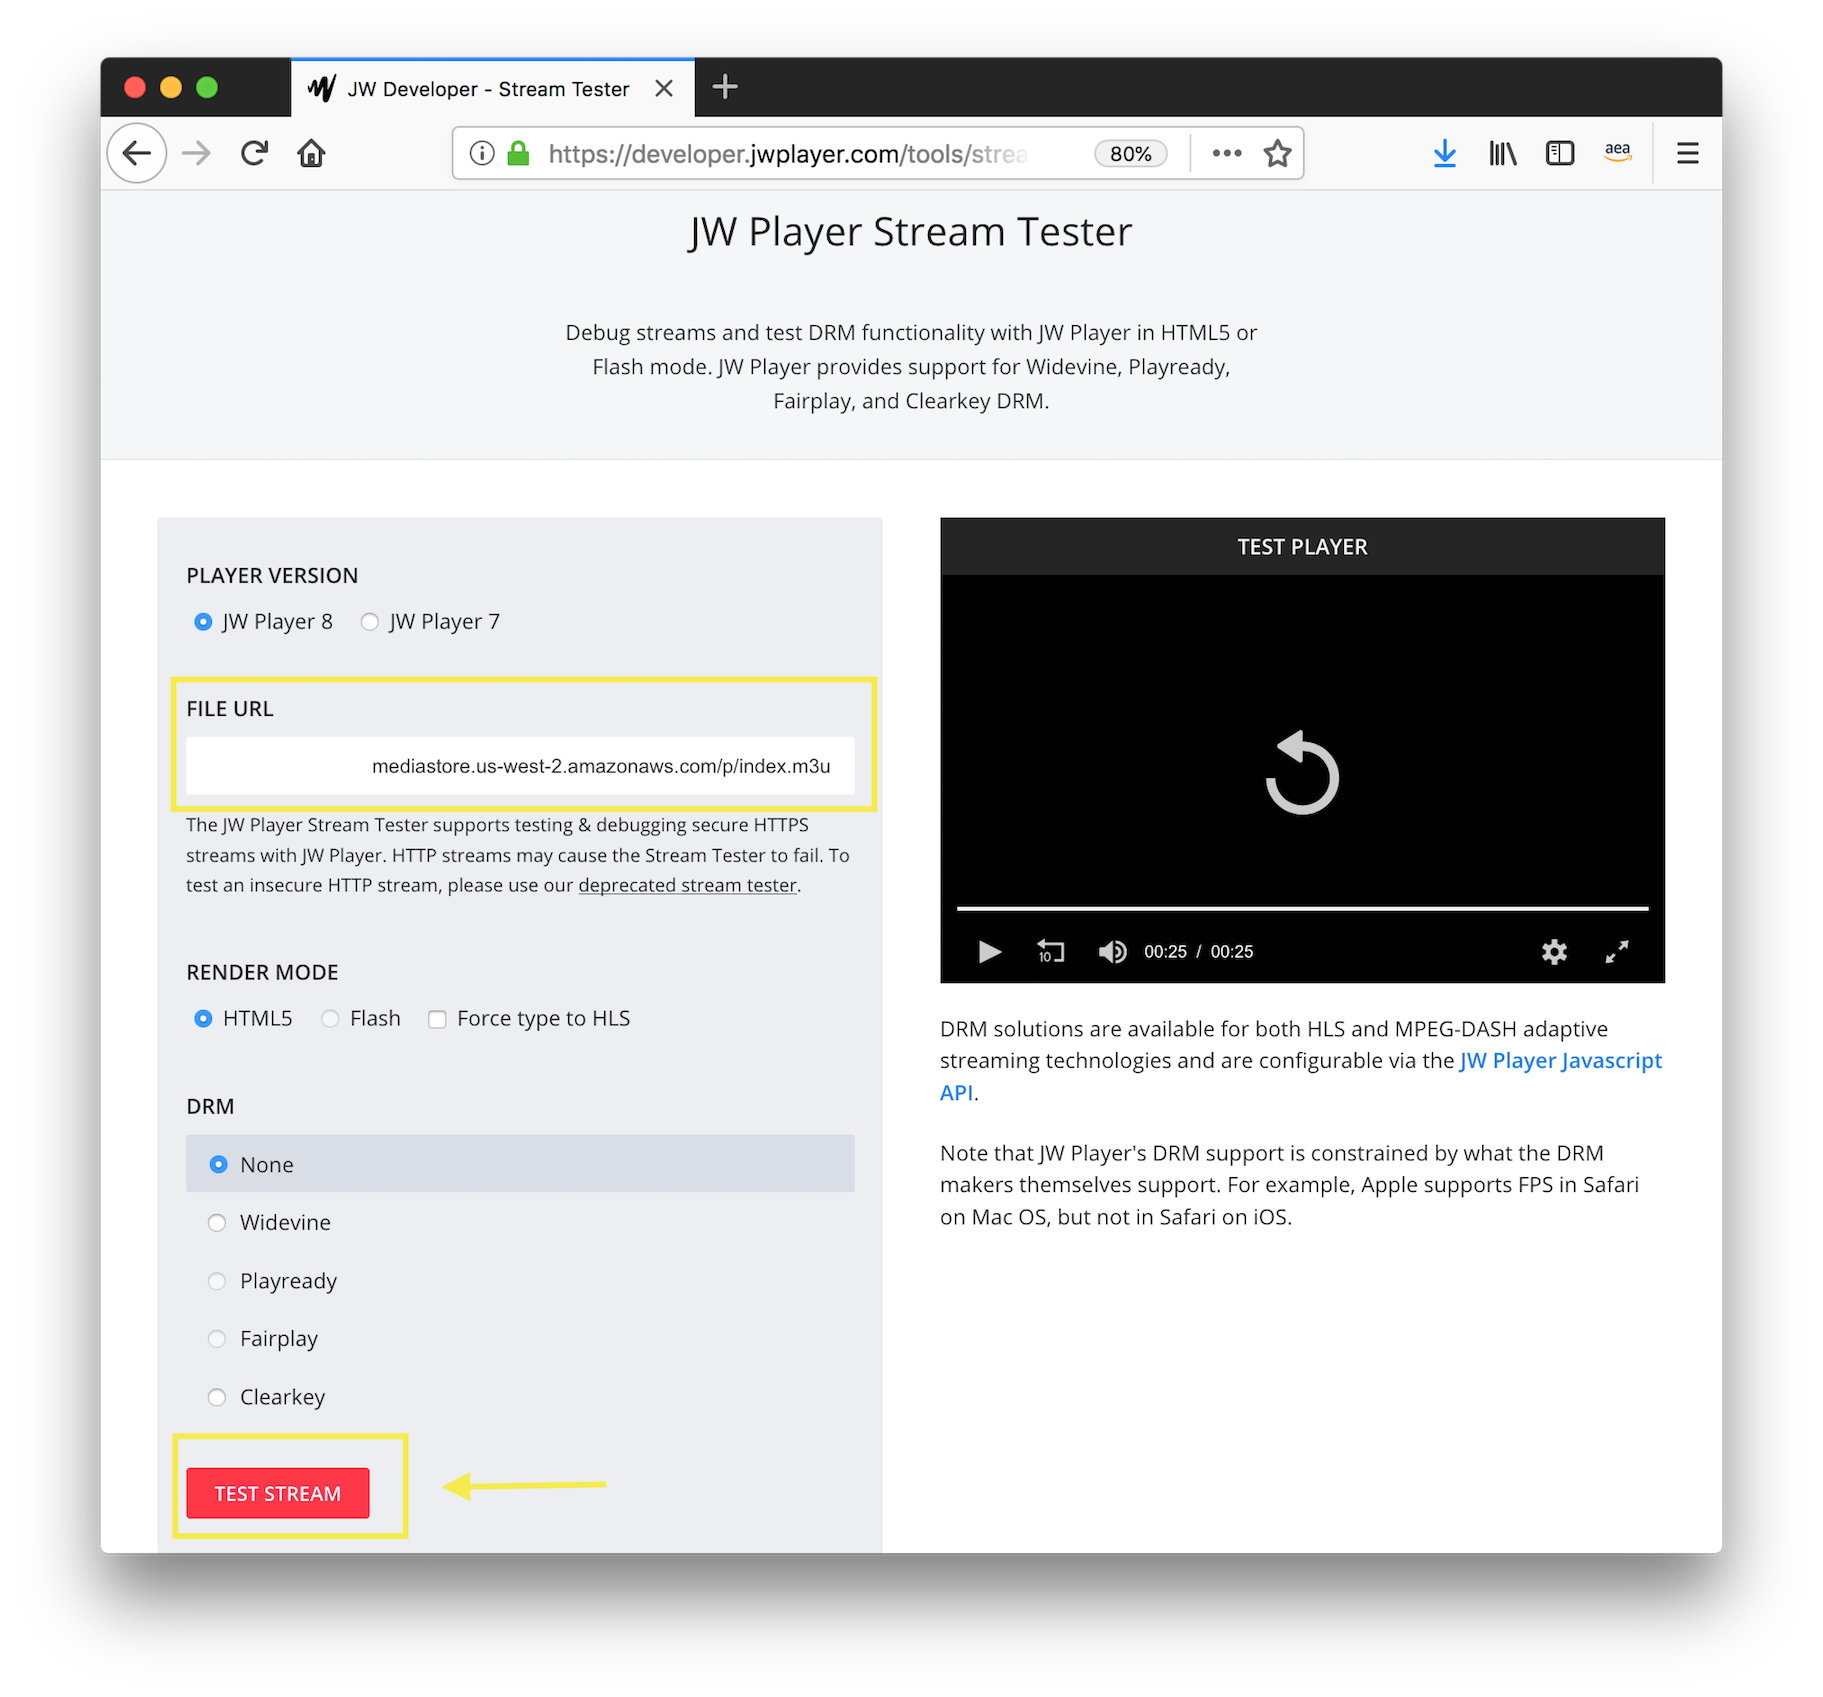 JW Developer - Stream Tester
https://developer.jwplayer.com/tools/strea
80%
aea
JW Player Stream Tester
Debug streams and test DRM functionality with JW Player in HTML5 or
Flash mode. JW Player provides support for Widevine, Playready,
Fairplay, and Clearkey DRM.
PLAYER VERSION
JW Player 8
JW Player 7
FILE URL
mediastore.us-west-2.amazonaws.com/p/index.m3u
The JW Player Stream Tester supports testing & debugging secure HTTPS
streams with JW Player. HTTP streams may cause the Stream Tester to fail. To
test an insecure HTTP stream, please use our deprecated stream tester.
RENDER MODE
HTML5
Flash
Force type to HLS
DRM
None
Widevine
Playready
Fairplay
Clearkey
TEST STREAM
TEST PLAYER
10
00:25 / 00:25
DRM solutions are available for both HLS and MPEG-DASH adaptive
streaming technologies and are configurable via the JW Player Javascript
API.
Note that JW Player's DRM support is constrained by what the DRM
makers themselves support. For example, Apple supports FPS in Safari
on Mac OS, but not in Safari on iOS.